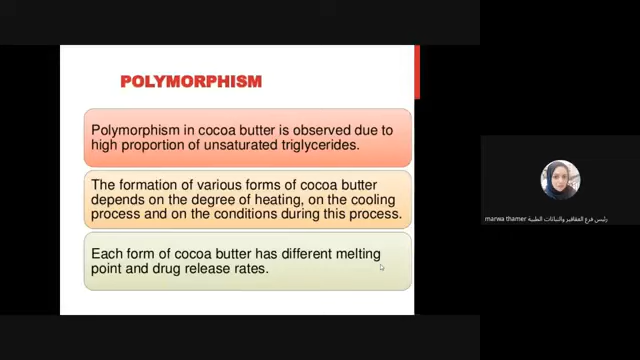 POLYMORPHISM
Polymorphism in cocoa butter is observed due to
high proportion of unsaturated triglycerides.
The formation of various forms of cocoa butter
depends on the degree of heating, on the cooling
process and on the conditions during this process.
Each form of cocoa butter has different melting
point and drug release rates.
marwa thamer رئيس فرع العقاقير والنباتات الطبية